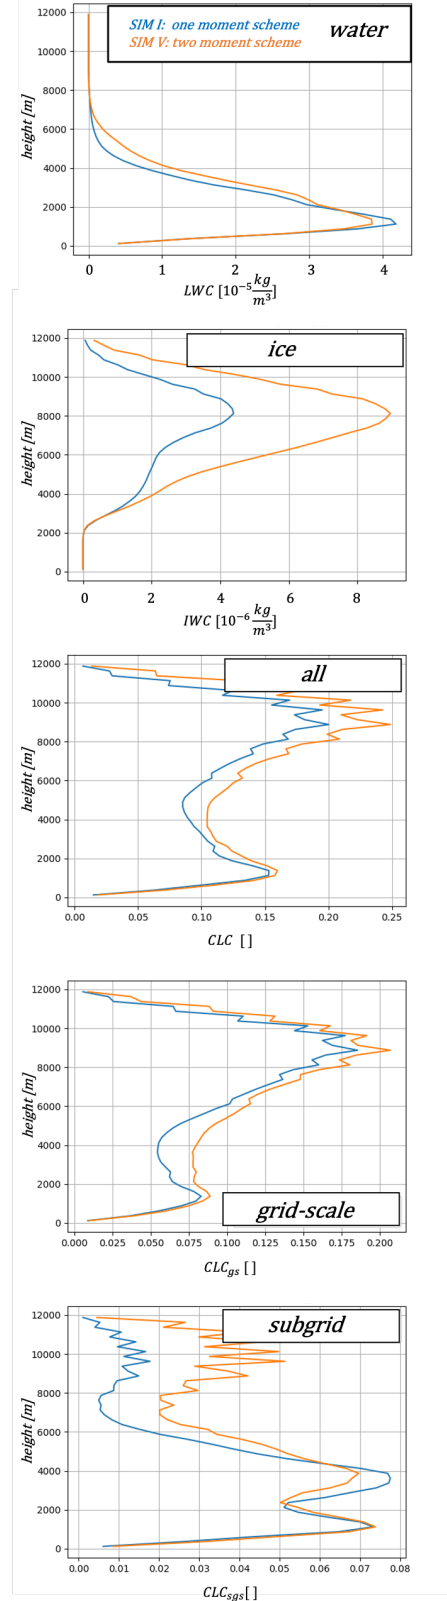 SIM I: one moment scheme
SIM V: two moment scheme
water
12000
10000
8000
6000
4000
2000
0
height [m]
0 1 2 3 4
LWC [10⁻⁵ kg/m³]
ice
12000
10000
8000
6000
4000
2000
0
height [m]
0 2 4 6 8
IWC [10⁻⁶ kg/m³]
all
12000
10000
8000
6000
4000
2000
0
height [m]
0.00 0.05 0.10 0.15 0.20 0.25
CLC [ ]
12000
10000
8000
6000
4000
2000
0
height [m]
grid-scale
0.000 0.025 0.050 0.075 0.100 0.125 0.150 0.175 0.200
CLC_gs [ ]
subgrid
12000
10000
8000
6000
4000
2000
0
height [m]
0.00 0.01 0.02 0.03 0.04 0.05 0.06 0.07 0.08
CLC_sgs[ ]